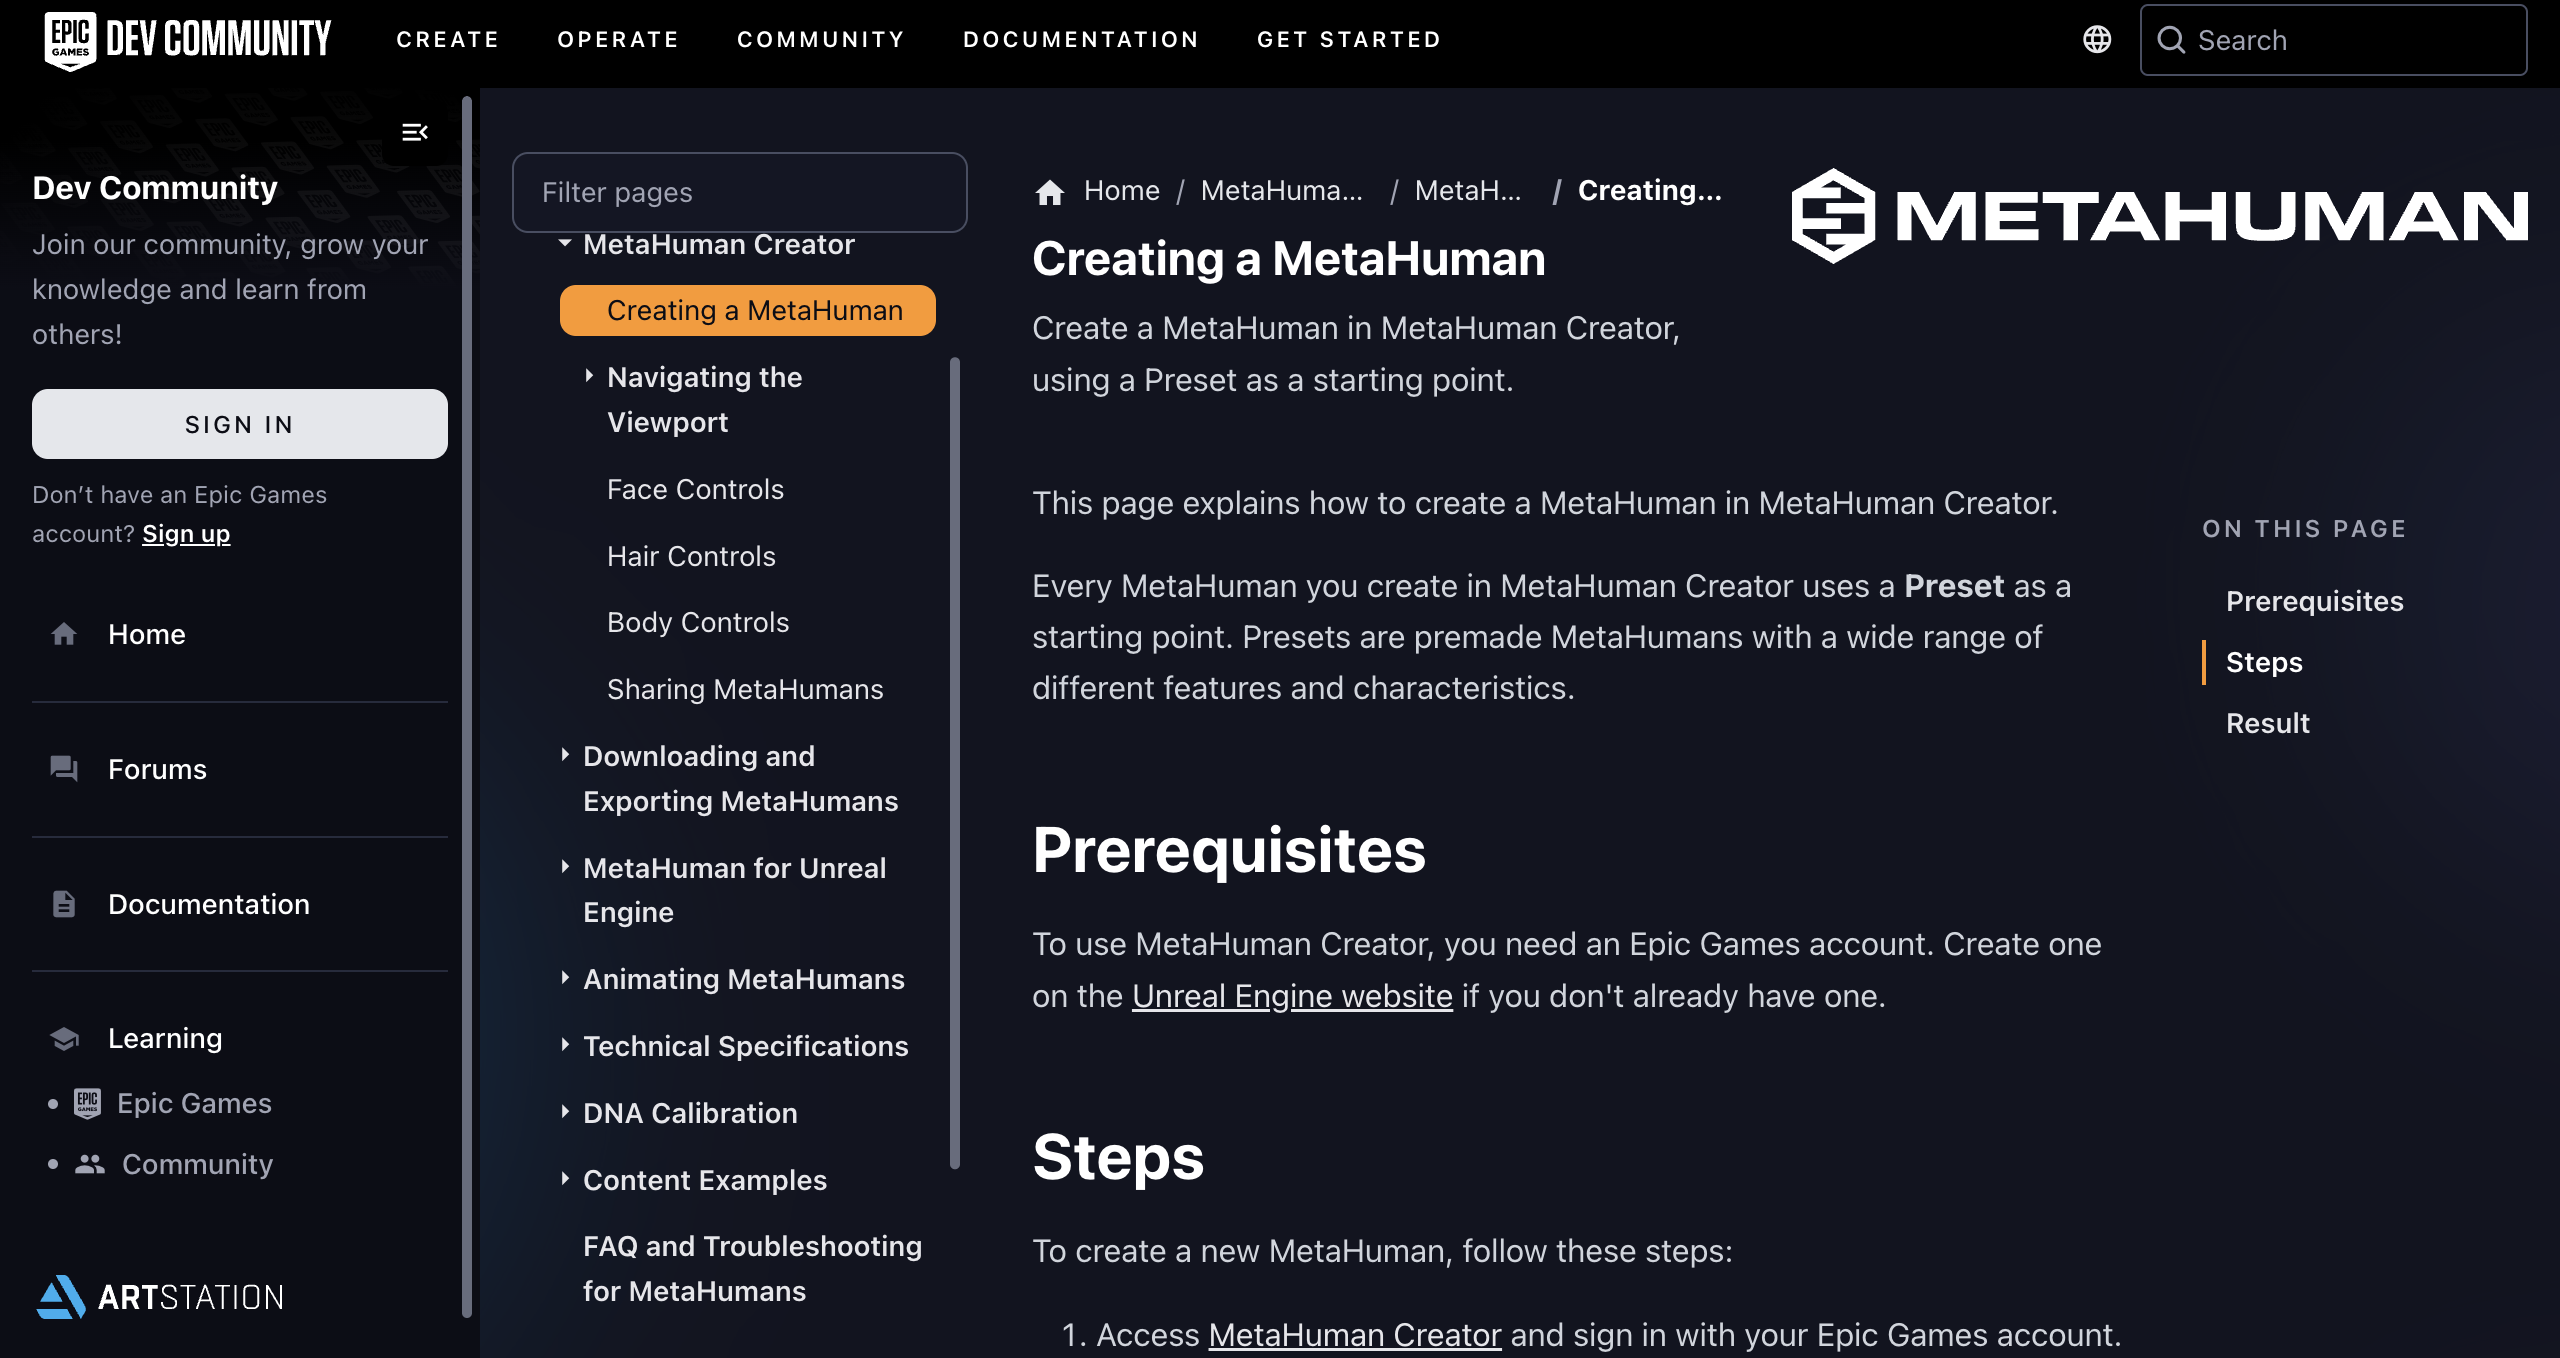 EPIC GAMES DEV COMMUNITY
CREATE
OPERATE
COMMUNITY
DOCUMENTATION
GET STARTED
Search
Dev Community
Join our community, grow your
knowledge and learn from
others!
SIGN IN
Don’t have an Epic Games
account? Sign up
Home
Forums
Documentation
Learning
Epic Games
Community
ARTSTATION
Filter pages
MetaHuman Creator
Creating a MetaHuman
Navigating the
Viewport
Face Controls
Hair Controls
Body Controls
Sharing MetaHumans
Downloading and
Exporting MetaHumans
MetaHuman for Unreal
Engine
Animating MetaHumans
Technical Specifications
DNA Calibration
Content Examples
FAQ and Troubleshooting
for MetaHumans
Home / MetaHuma... / MetaH... / Creating...
METAHUMAN
Creating a MetaHuman
Create a MetaHuman in MetaHuman Creator,
using a Preset as a starting point.
This page explains how to create a MetaHuman in MetaHuman Creator.
Every MetaHuman you create in MetaHuman Creator uses a Preset as a
starting point. Presets are premade MetaHumans with a wide range of
different features and characteristics.
Prerequisites
To use MetaHuman Creator, you need an Epic Games account. Create one
on the Unreal Engine website if you don't already have one.
Steps
To create a new MetaHuman, follow these steps:
1. Access MetaHuman Creator and sign in with your Epic Games account.
ON THIS PAGE
Prerequisites
Steps
Result